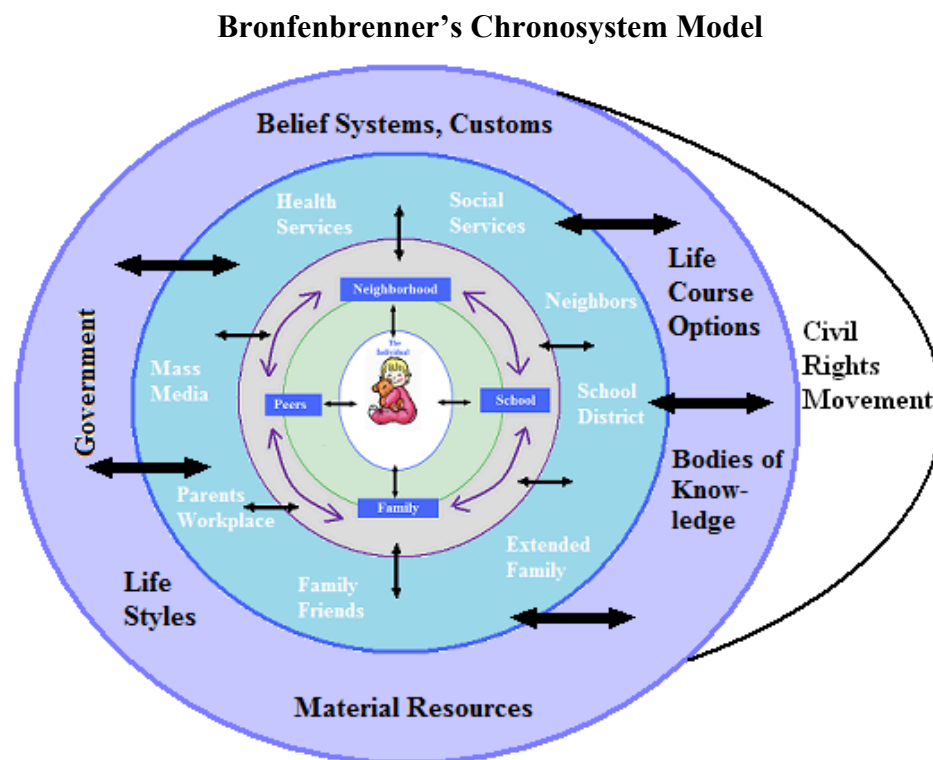 Bronfenbrenner's Chronosystem Model
Belief Systems, Customs
Health
Services
Social
Services
Neighborhood
Neighbors
Life
Course
Options
The
Individual
Civil
Rights
Movement
Government
Mass
Media
Peers
School
School
District
Bodies of
Know-
ledge
Parents
Workplace
Family
Extended
Family
Life
Styles
Family
Friends
Material Resources